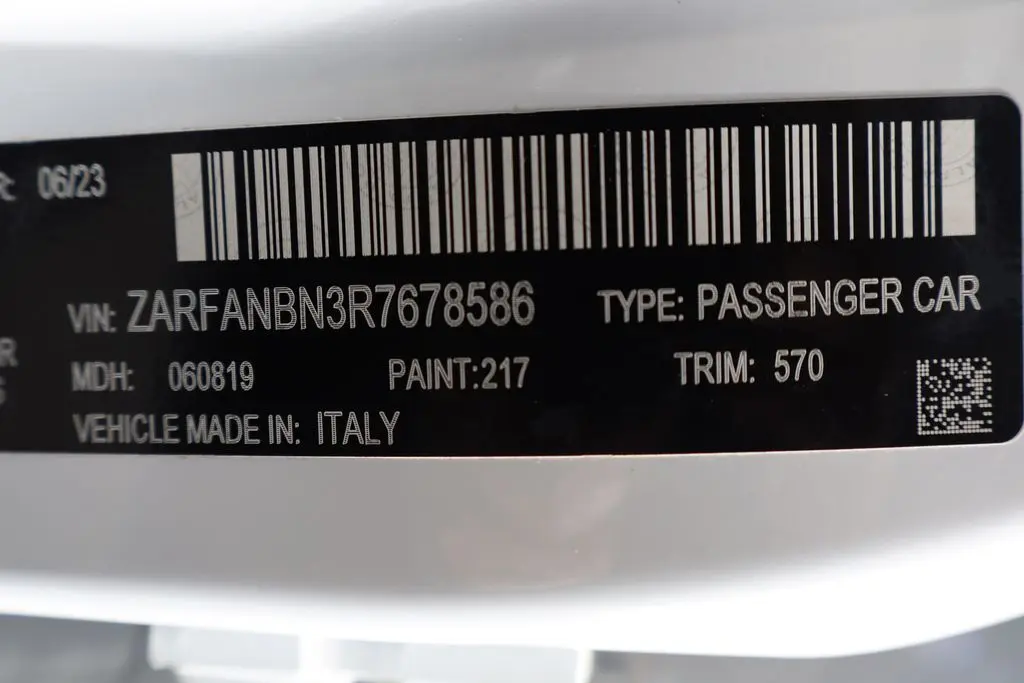 R: 06/23
VIN: ZARFANBN3R7678586 TYPE: PASSENGER CAR
R MDH: 060819 PAINT:217 TRIM: 570
VEHICLE MADE IN: ITALY